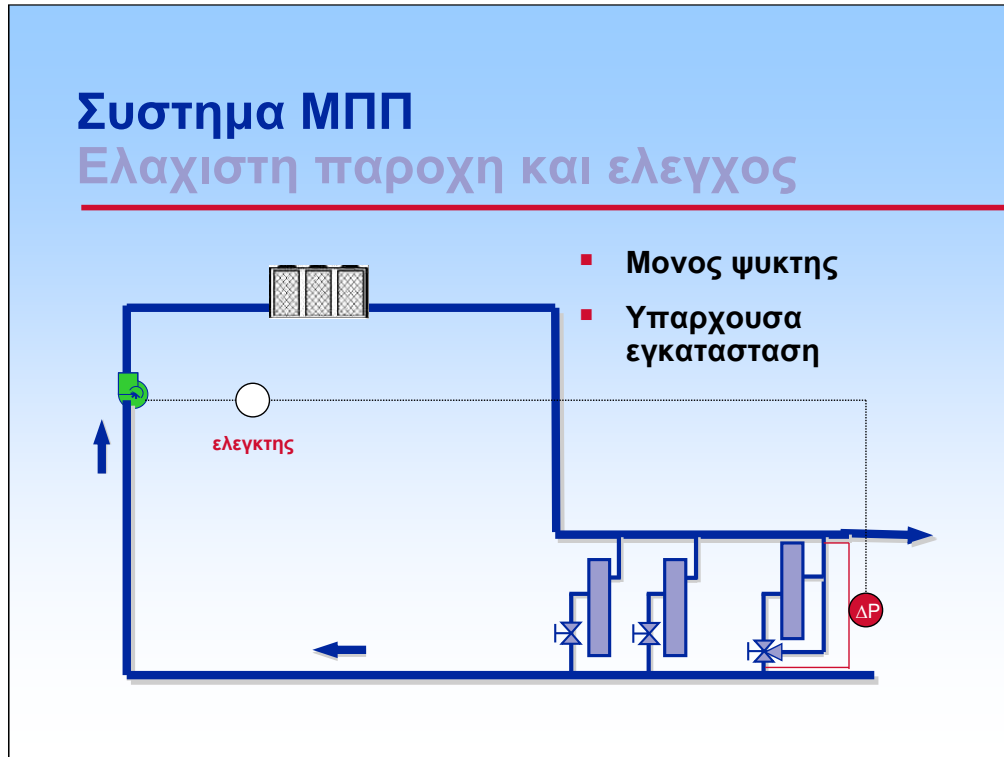 Συστημα ΜΠΠ
Ελαχιστη παροχη και ελεγχος
Μονος ψυκτης
Υπαρχουσα
εγκατασταση
ελεγκτης
ΔP